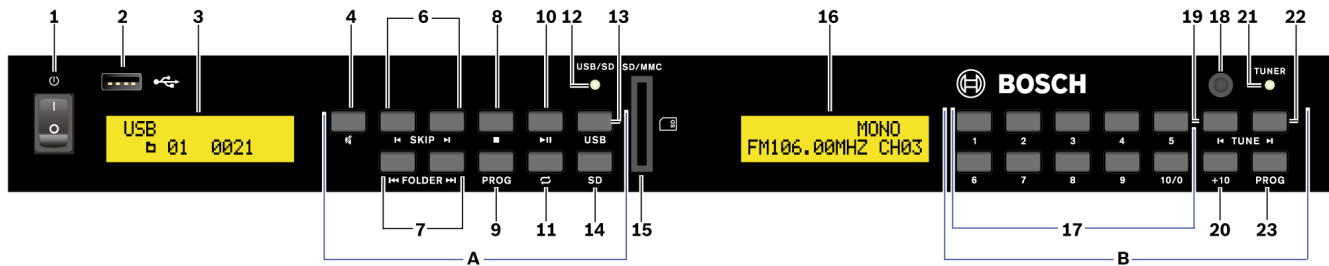 1 2 3 4 6 8 10 12 13 16 19 18 21 22
USB/SD SD/MMC
TUNER
BOSCH
USB
01 0021
MONO
FM106.00MHZ CH03
SKIP
USB
1 2 3 4 5
TUNE
FOLDER
PROG
SD
6 7 8 9 10/0
+10
PROG
SD
7 9 11 14 15 17 20 23
A B